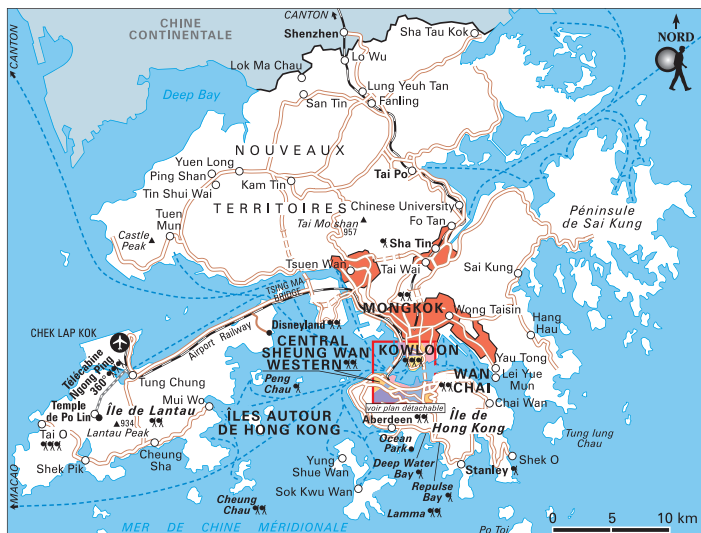 CANTON
CHINE
CONTINENTALE
Shenzhen
Sha Tau Kok
NORD
CANTON
Lo Wu
Lok Ma Chau
Deep Bay
Lung Yeuh Tan
San Tin
Fanling
NOUVEAUX
Yuen Long
Ping Shan
Tai Po
Kam Tin
Tin Shui Wai
Chinese University
TERRITOIRES
Tuen
Mun
Tai Mo shan
957
Fo Tan
Péninsule
de Sai Kung
Castle
Peak
Sha Tin
Tsuen Wan
Tai Wai
Sai Kung
TSING MA
BRIDGE
MONGKOK
Wong Taisin
CHEK LAP KOK
Airport Railway
Disneyland
Hang
Hau
CENTRAL
SHEUNG WAN
WESTERN
KOWLOON
Yau Tong
Lei Yue
Mun
Télécabine
Ngong Ping
360°
Tung Chung
Peng
Chau
WAN
CHAI
Mui Wo
Chai Wan
Temple
de Po Lin
Île de Lantau
voir plan détachable
ÎLES AUTOUR
DE HONG KONG
Aberdeen
Île de
Hong Kong
934
Lantau Peak
Tai O
Ocean
Park
Tung lung
Chau
Cheung
Sha
Shek Pik
Yung
Shue Wan
Deep Water
Bay
Shek O
Stanley
Repulse
Bay
Sok Kwu Wan
MACAO
Cheung
Chau
Lamma
MER DE CHINE MÉRIDIONALE
Po Toi
0 5 10 km